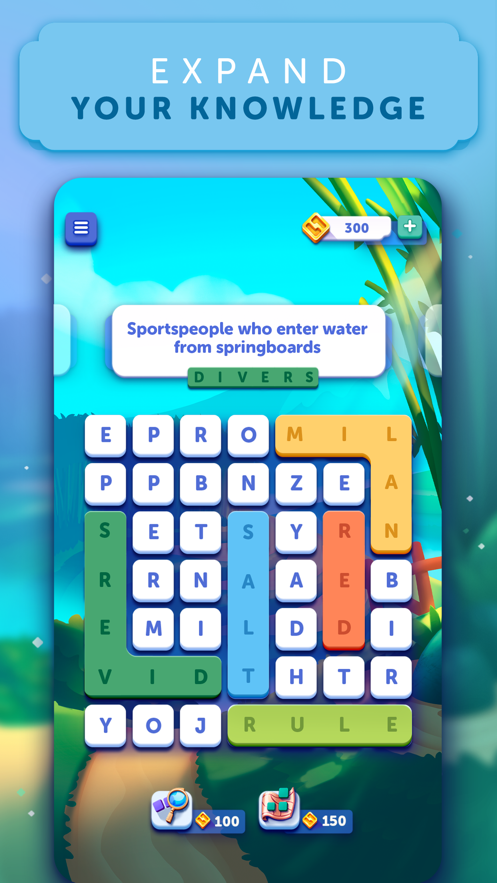 EXPAND
YOUR KNOWLEDGE
300
Sportspeople who enter water
from springboards
DIVERS
E P R O M I L
P P B N Z E A
S E T S Y R N
R R N A A E B
E M I L D D I
V I D T H T R
Y O J R U L E
100
150